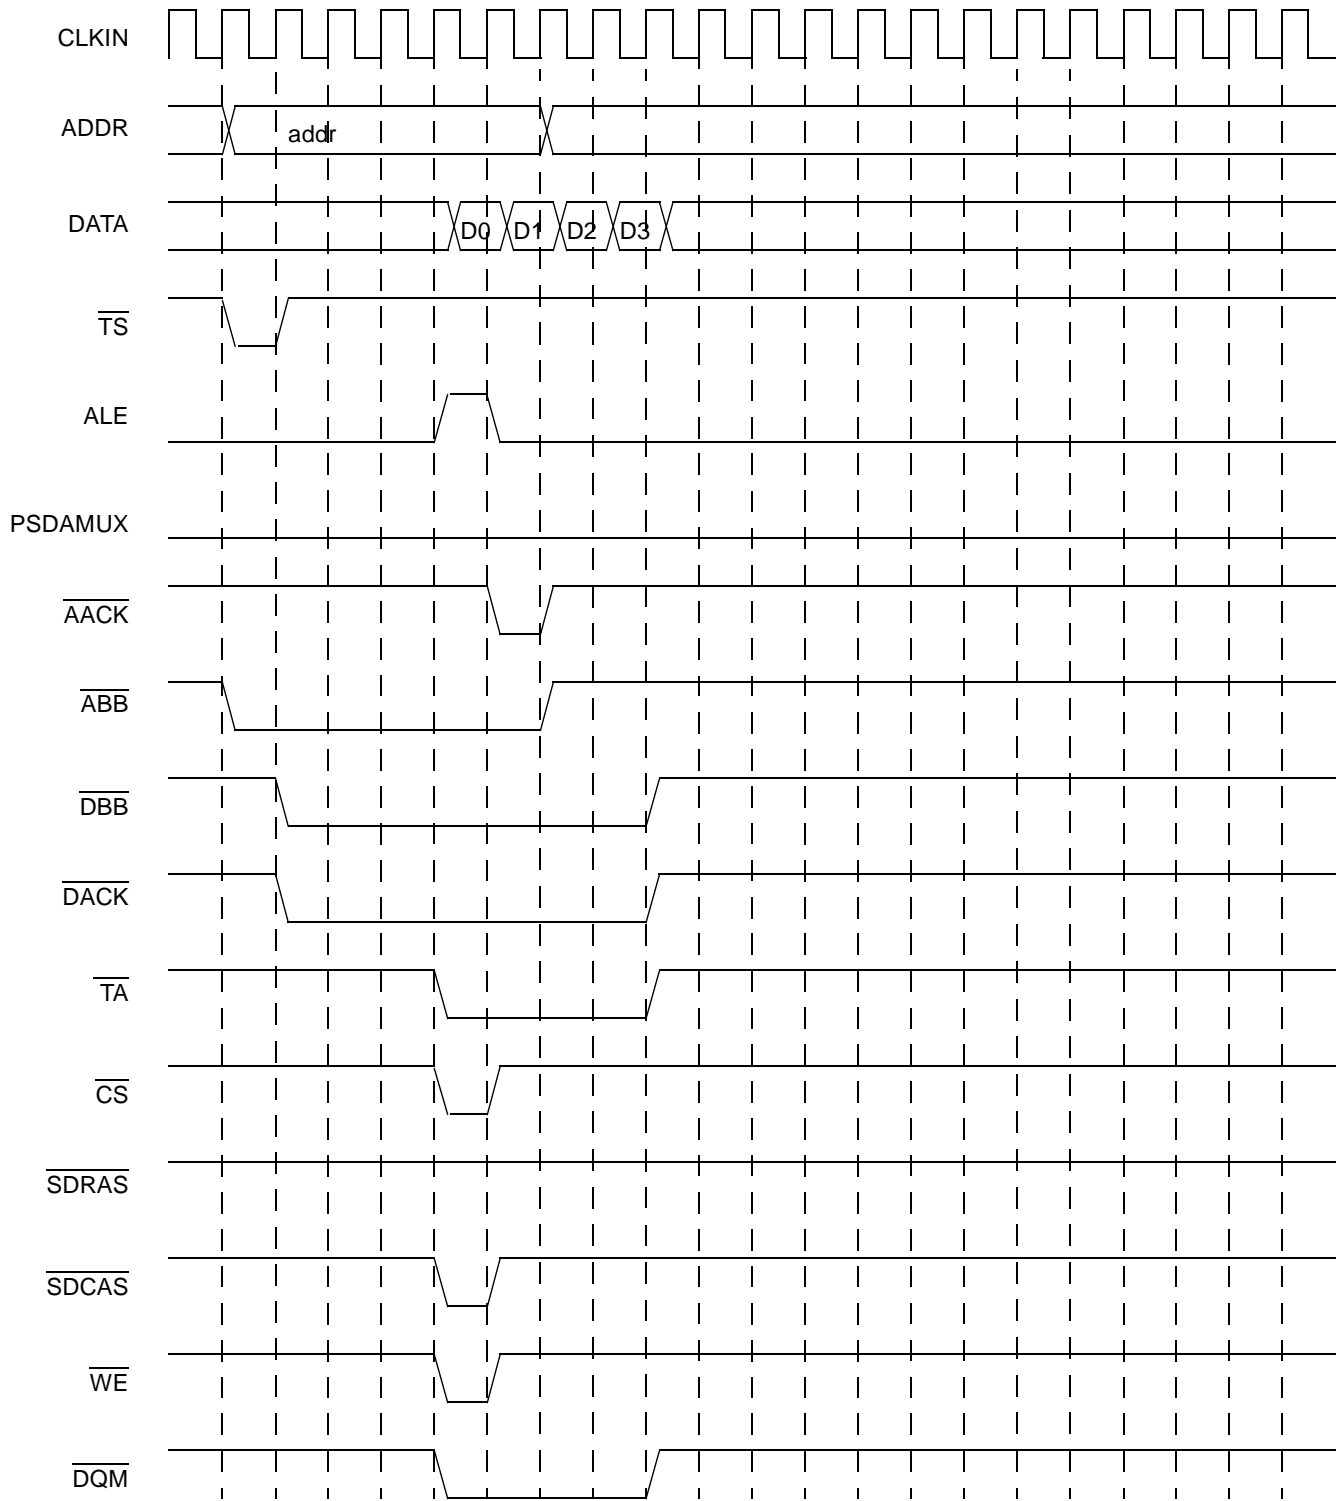 CLKIN
ADDR
addr
DATA
D0 D1 D2 D3
TS
ALE
PSDAMUX
AACK
ABB
DBB
DACK
TA
CS
SDRAS
SDCAS
WE
DQM